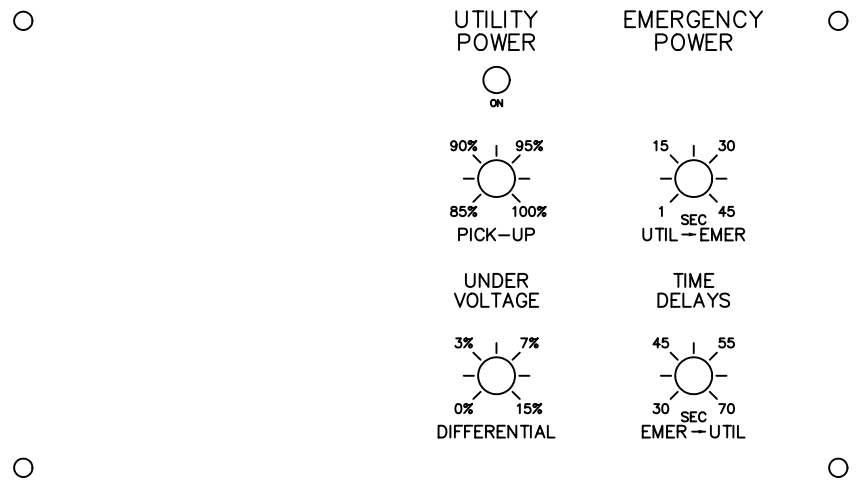 UTILITY
POWER
ON
90% 95%
85% 100%
PICK-UP
UNDER
VOLTAGE
3% 7%
0% 15%
DIFFERENTIAL
EMERGENCY
POWER
15 30
1 SEC 45
UTIL→EMER
TIME
DELAYS
45 55
30 SEC 70
EMER→UTIL